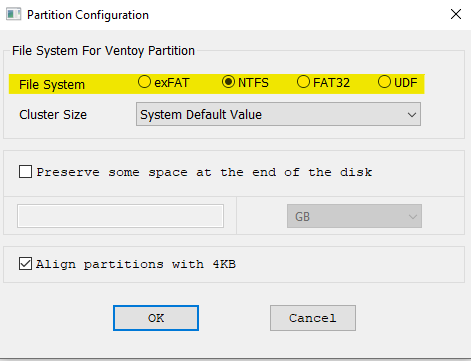 Partition Configuration
File System For Ventoy Partition
File System exFAT NTFS FAT32 UDF
Cluster Size System Default Value
Preserve some space at the end of the disk
GB
Align partitions with 4KB
OK Cancel